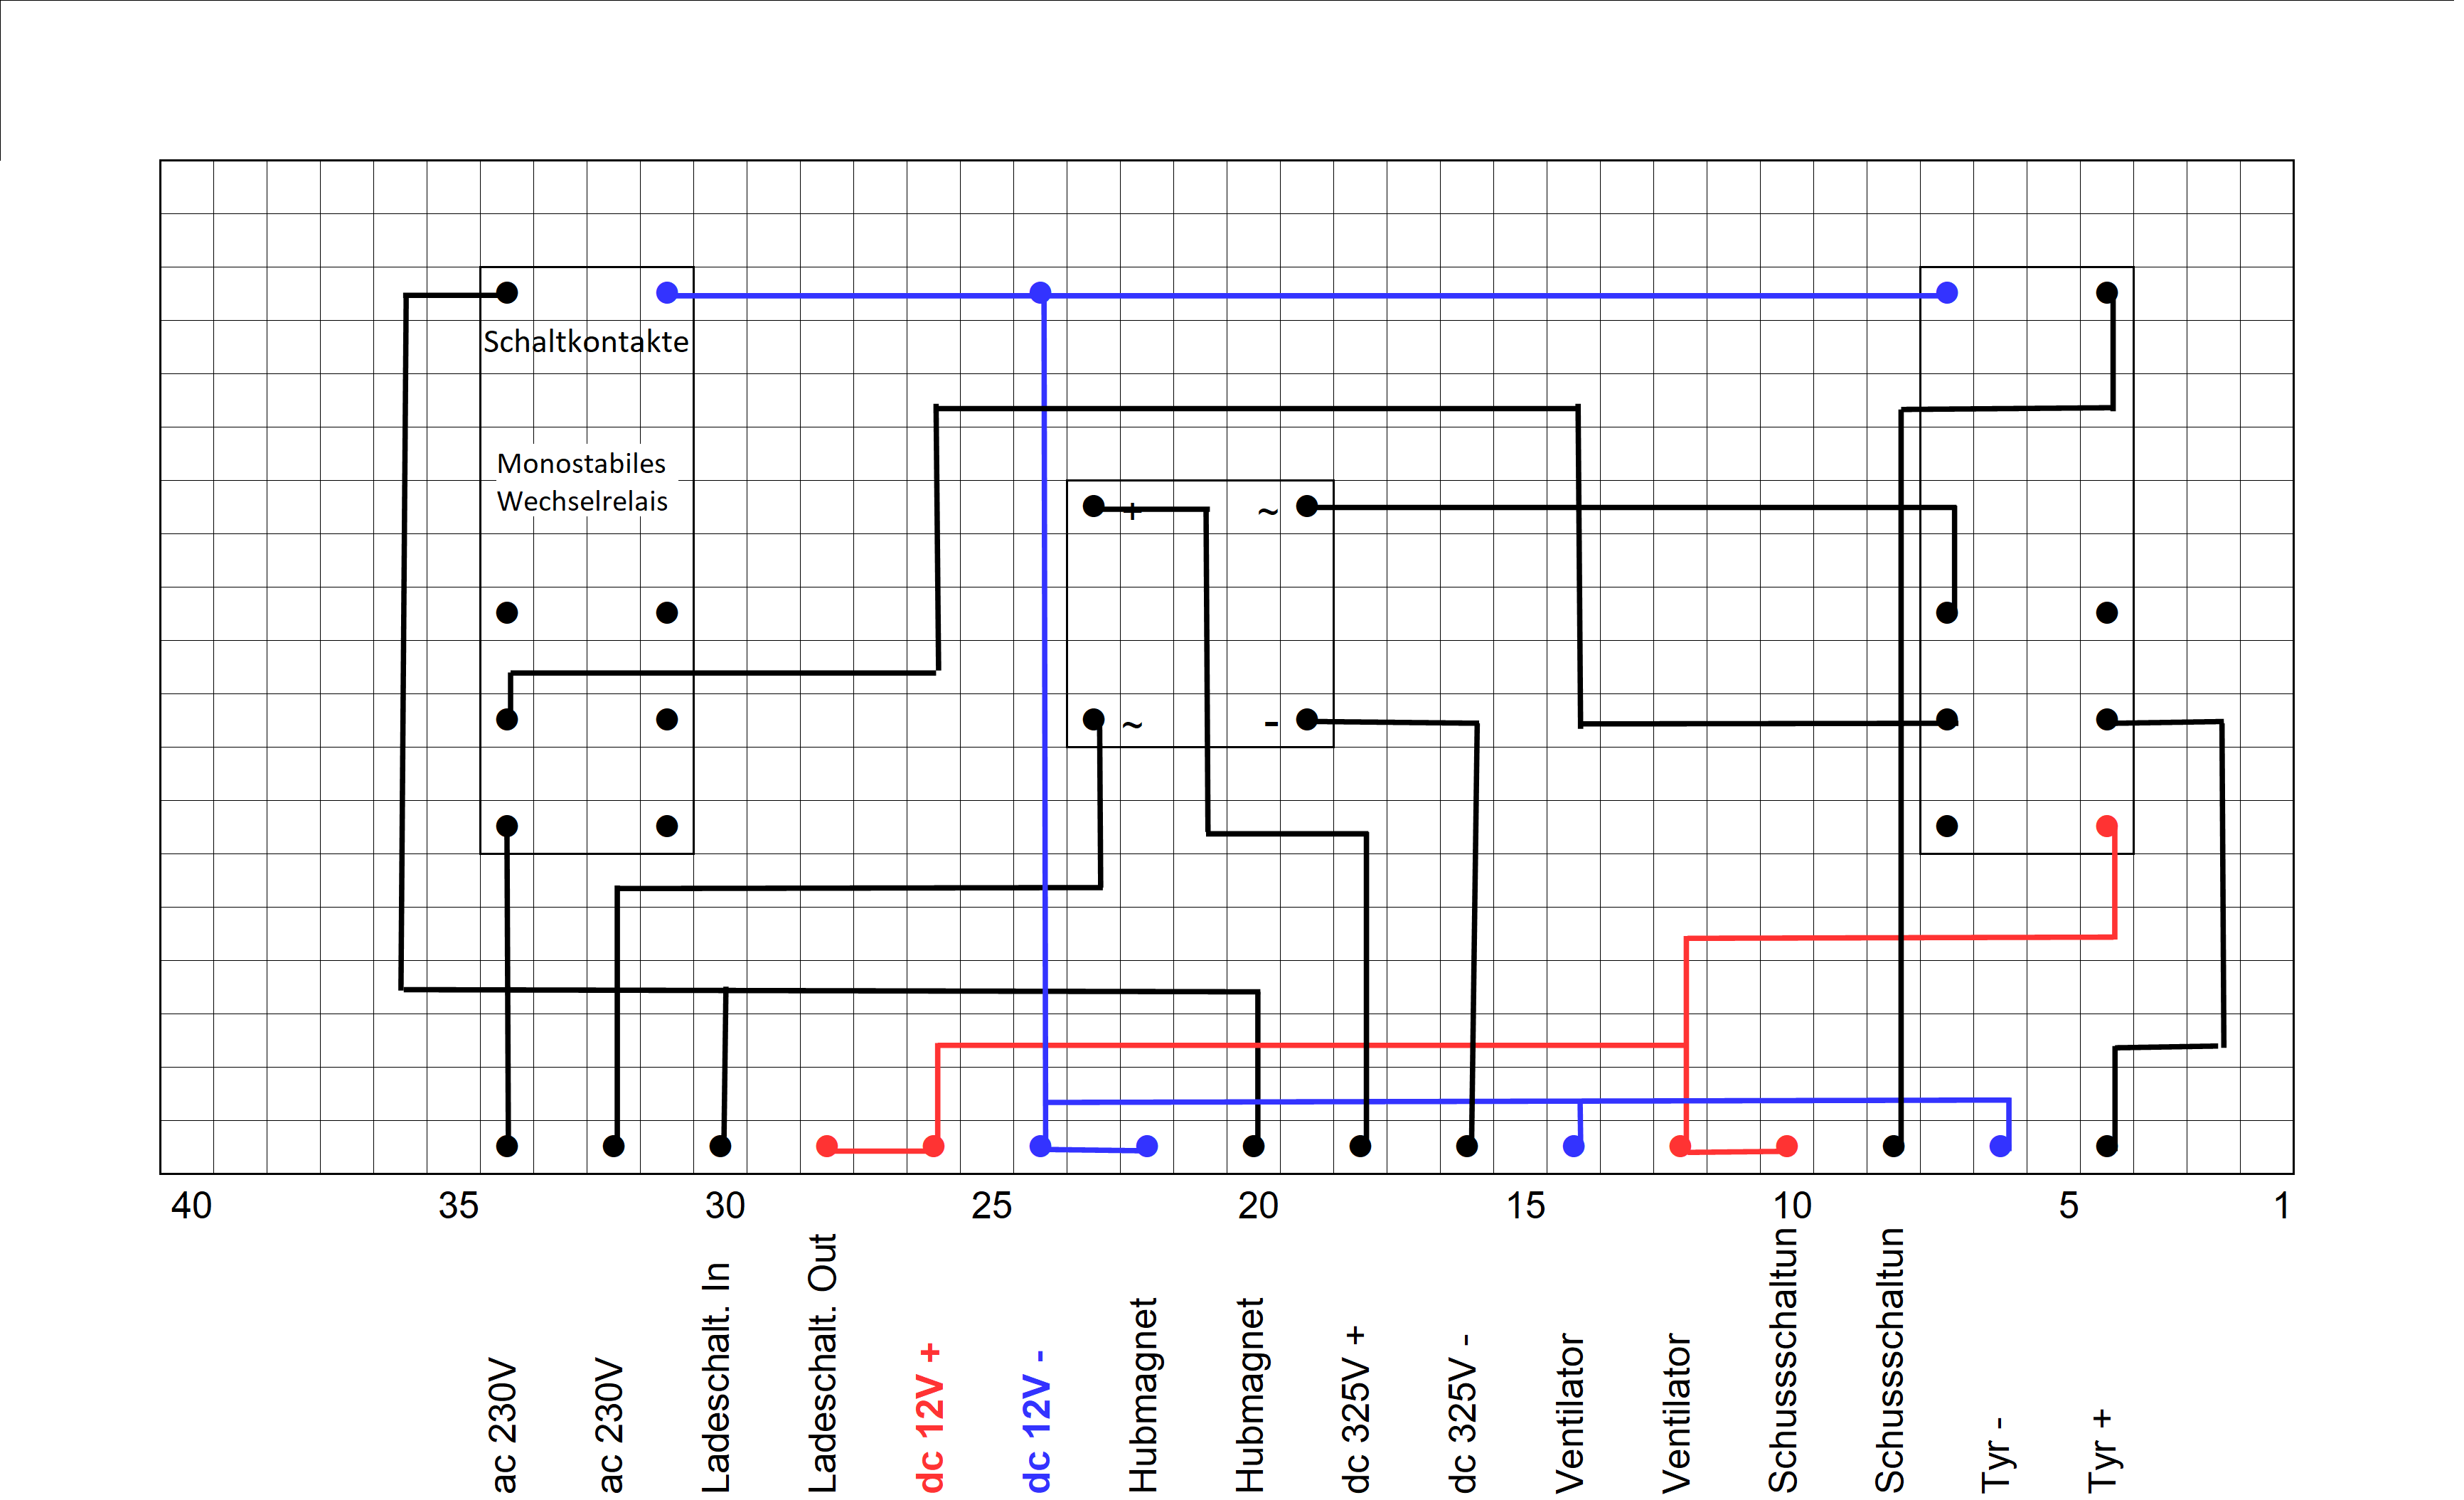 Schaltkontakte
Monostabiles
Wechselrelais
+ ~
~ -
40 35 30 25 20 15 10 5 1
ac 230V
ac 230V
Ladeschalt. In
Ladeschalt. Out
dc 12V +
dc 12V -
Hubmagnet
Hubmagnet
dc 325V +
dc 325V -
Ventilator
Ventilator
Schussschaltun
Schussschaltun
Tyr -
Tyr +